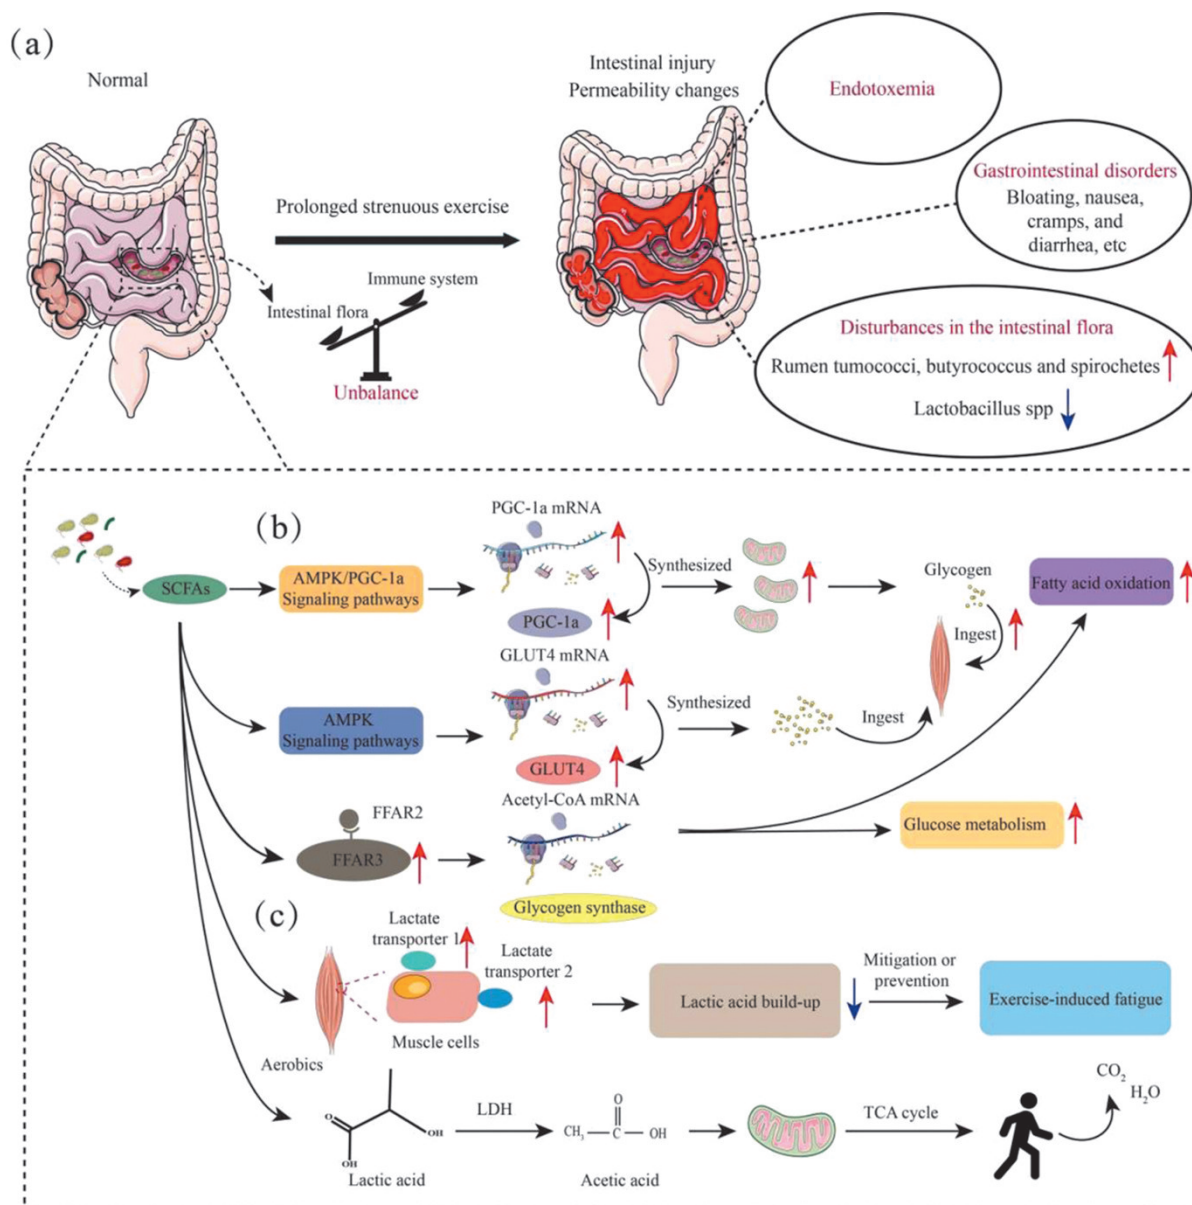 (a)
Normal
Prolonged strenuous exercise
Immune system
Intestinal flora
Unbalance
Intestinal injury
Permeability changes
Endotoxemia
Gastrointestinal disorders
Bloating, nausea,
cramps, and
diarrhea, etc
Disturbances in the intestinal flora
Rumen tumococci, butyrococcus and spirochetes
Lactobacillus spp
(b)
SCFAs
AMPK/PGC-1a
Signaling pathways
PGC-1a mRNA
PGC-1a
Synthesized
Glycogen
Ingest
Fatty acid oxidation
AMPK
Signaling pathways
GLUT4 mRNA
GLUT4
Synthesized
Ingest
FFAR2
FFAR3
Acetyl-CoA mRNA
Glycogen synthase
Glucose metabolism
(c)
Aerobics
Lactate
transporter 1
Lactate
transporter 2
Muscle cells
Lactic acid build-up
Mitigation or
prevention
Exercise-induced fatigue
O
OH
OH
Lactic acid
LDH
O
CH₃—C—OH
Acetic acid
TCA cycle
CO₂
H₂O